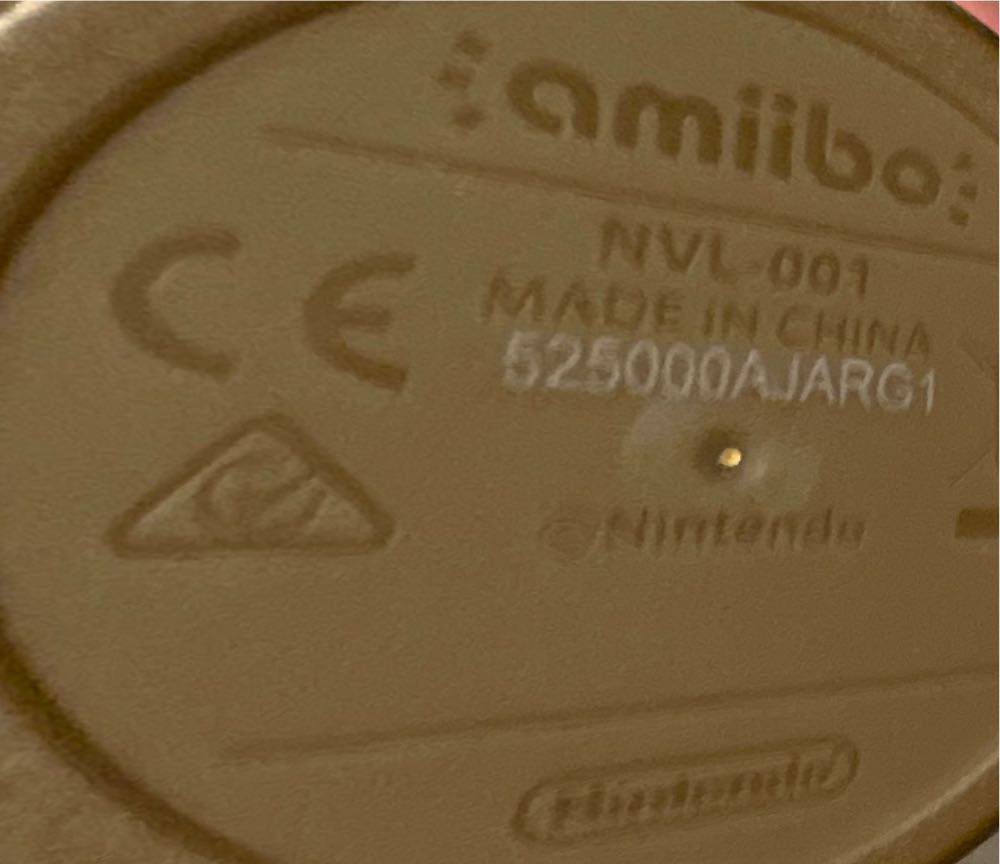 amiibo
NVL-001
MADE IN CHINA
525000AJARG1
CE
© Nintendo
Nintendo